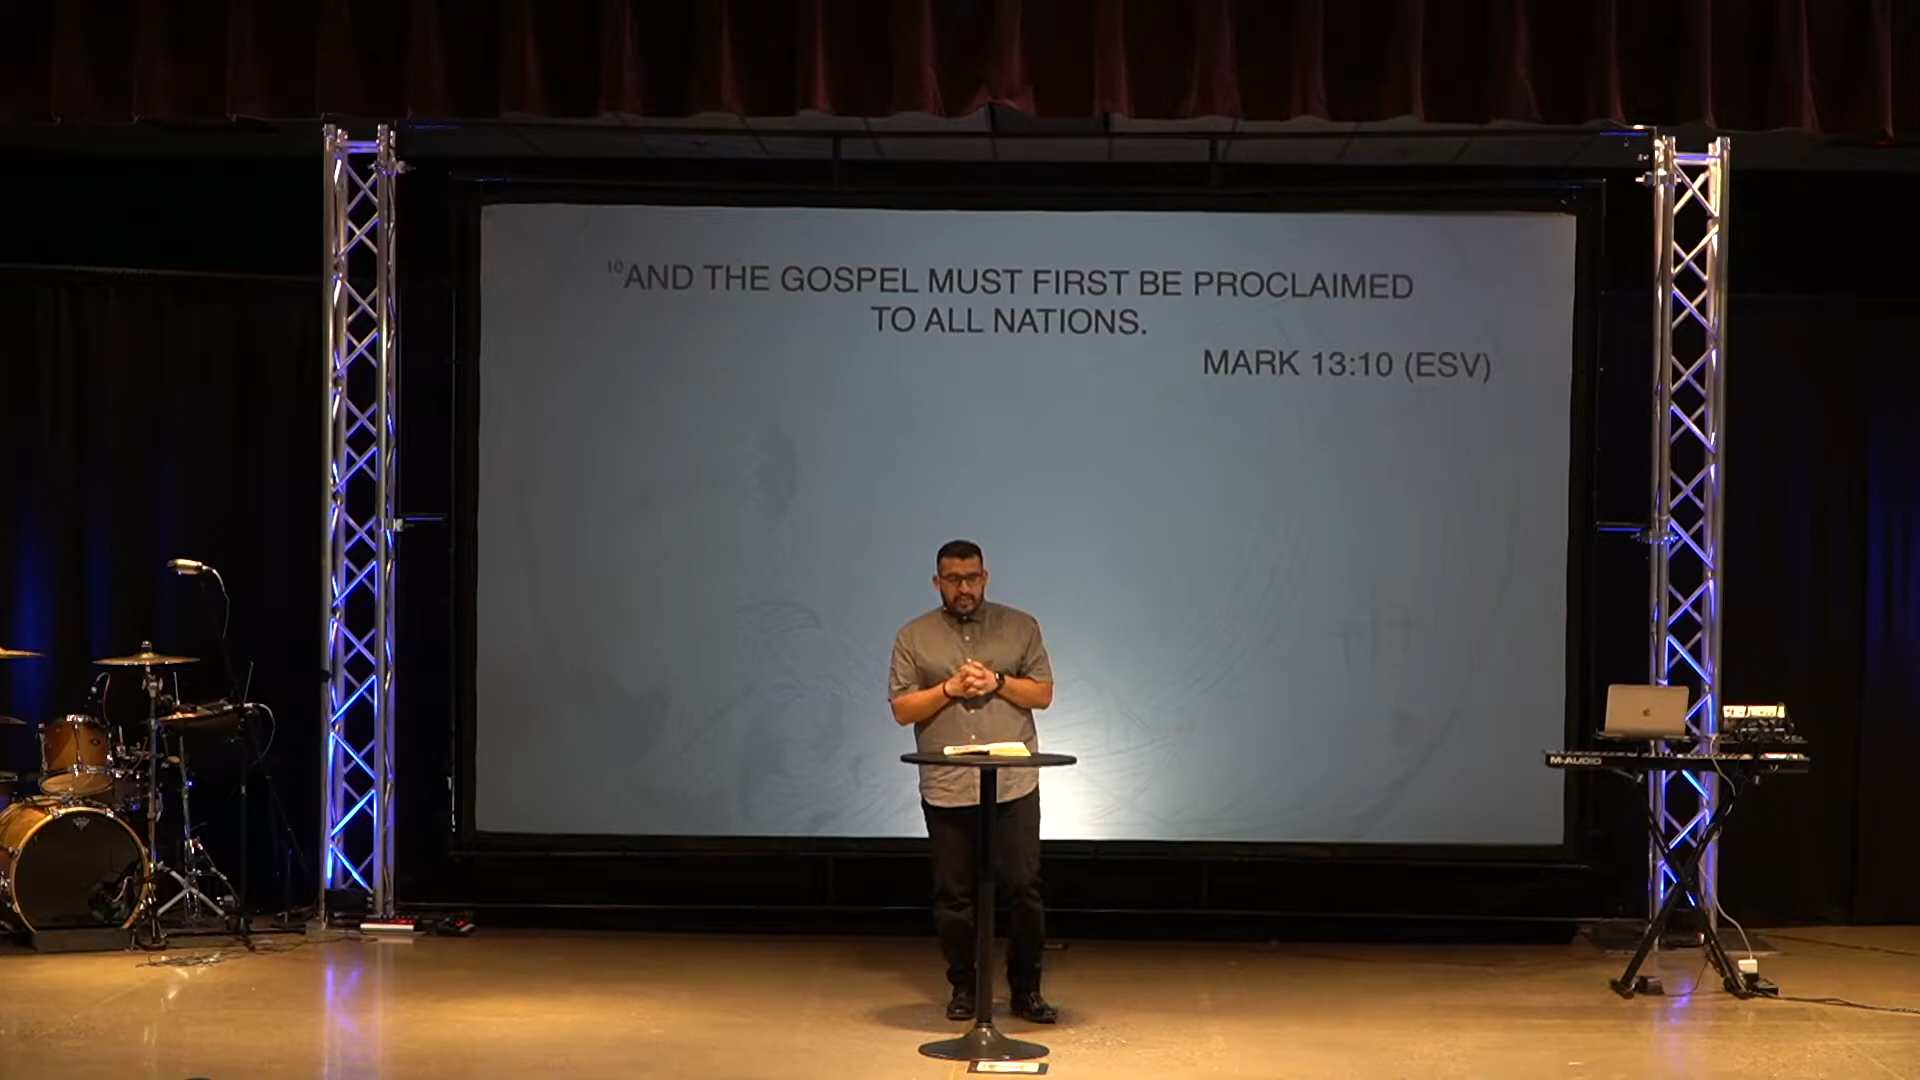 ¹⁰AND THE GOSPEL MUST FIRST BE PROCLAIMED
TO ALL NATIONS.
MARK 13:10 (ESV)
M-AUDIO